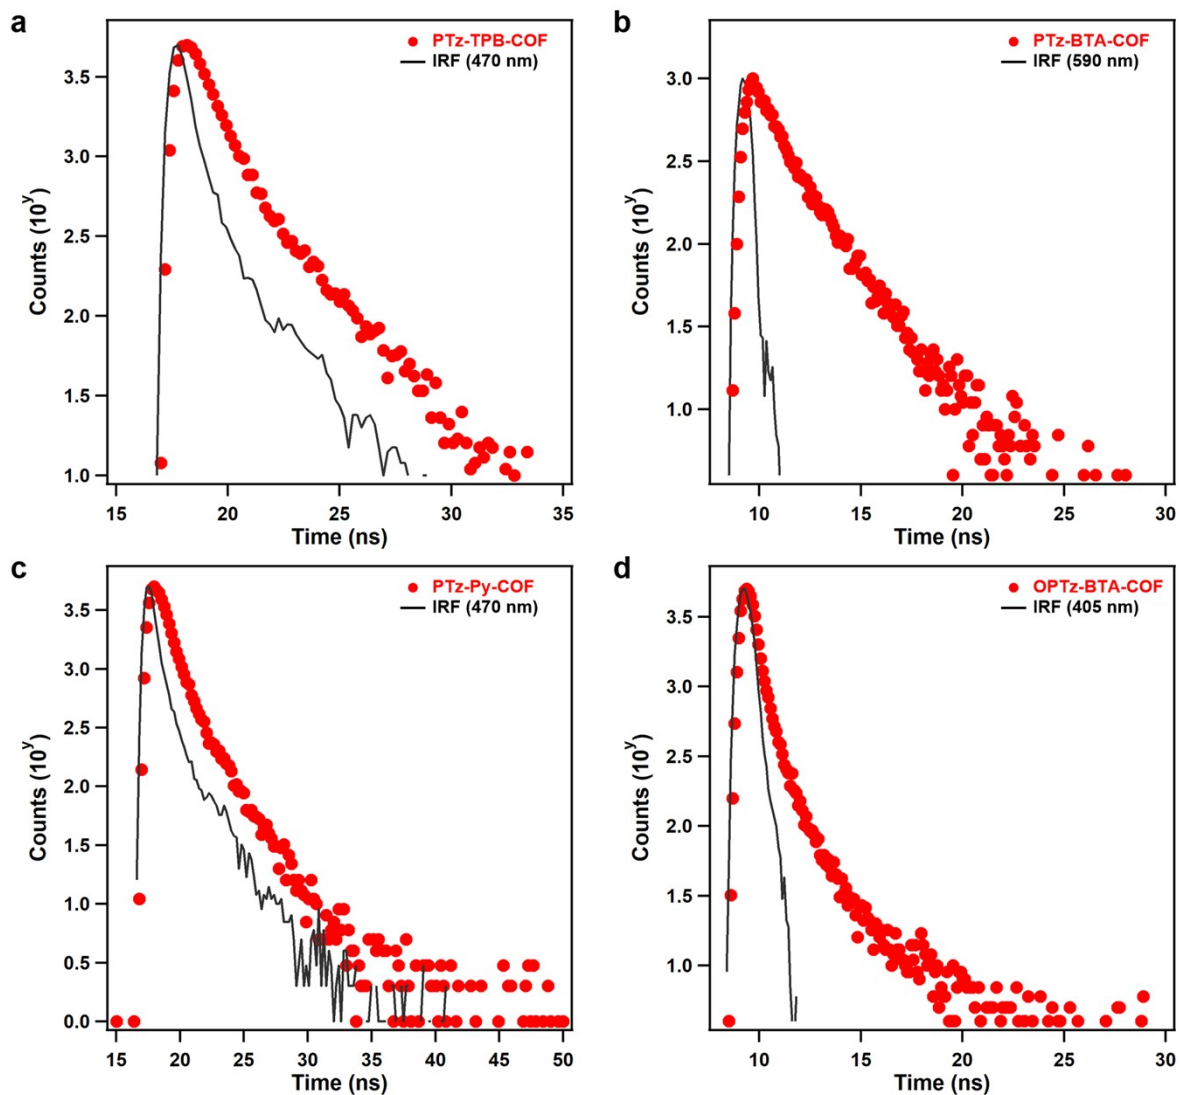 a
PTz-TPB-COF
IRF (470 nm)
3.5
3.0
2.5
2.0
1.5
1.0
Counts (10^y)
15 20 25 30 35
Time (ns)
b
PTz-BTA-COF
IRF (590 nm)
3.0
2.5
2.0
1.5
1.0
Counts (10^y)
10 15 20 25 30
Time (ns)
c
PTz-Py-COF
IRF (470 nm)
3.5
3.0
2.5
2.0
1.5
1.0
0.5
0.0
Counts (10^y)
15 20 25 30 35 40 45 50
Time (ns)
d
OPTz-BTA-COF
IRF (405 nm)
3.5
3.0
2.5
2.0
1.5
1.0
Counts (10^y)
10 15 20 25 30
Time (ns)